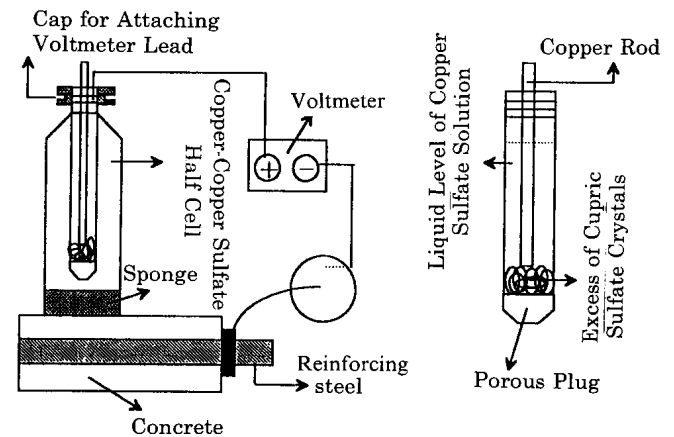 Cap for Attaching
Voltmeter Lead
Copper-Copper Sulfate
Half Cell
Voltmeter
+ −
Sponge
Reinforcing
steel
Concrete
Copper Rod
Liquid Level of Copper
Sulfate Solution
Excess of Cupric
Sulfate Crystals
Porous Plug